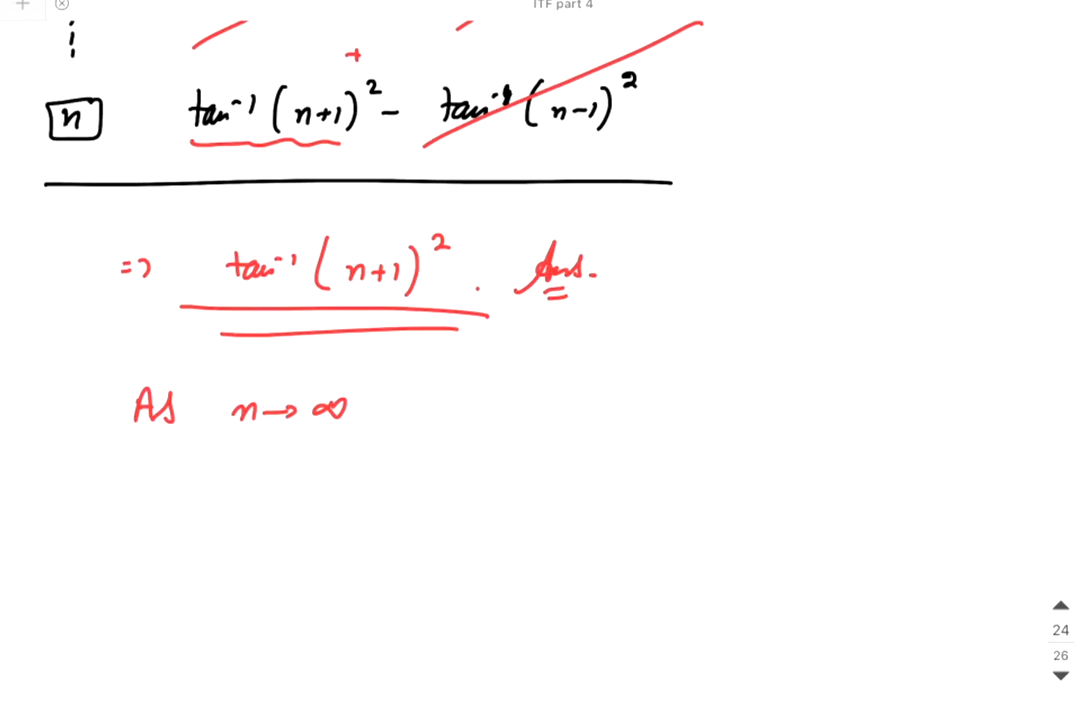 ITF part 4
n tan⁻¹(n+1)² - tan⁻¹(n-1)²
+
=> tan⁻¹(n+1)². Ans.
As n→∞
24
26